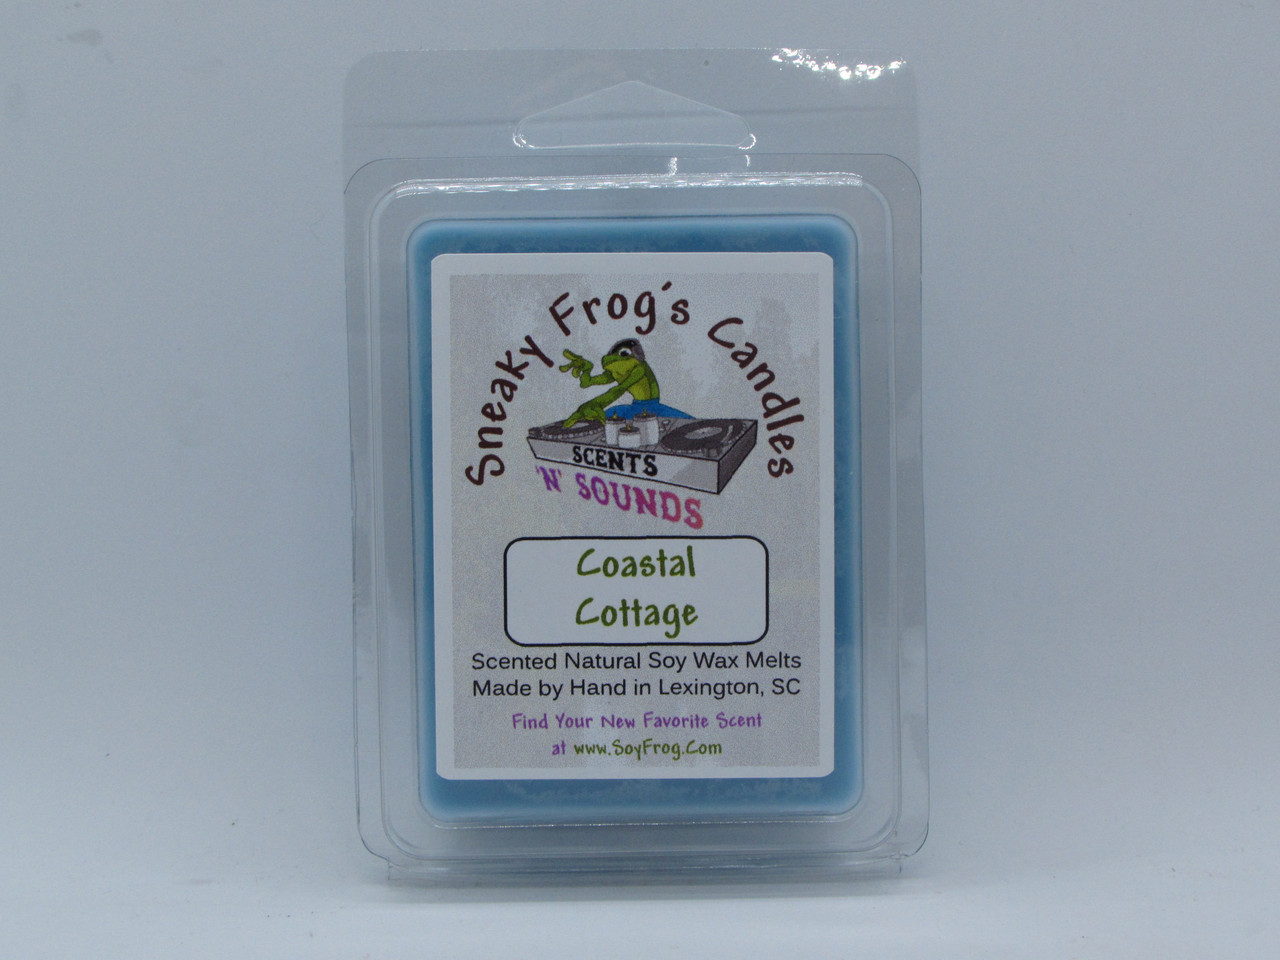 Sneaky Frog's Candles
SCENTS
'N' SOUNDS
Coastal
Cottage
Scented Natural Soy Wax Melts
Made by Hand in Lexington, SC
Find Your New Favorite Scent
at www.SoyFrog.Com